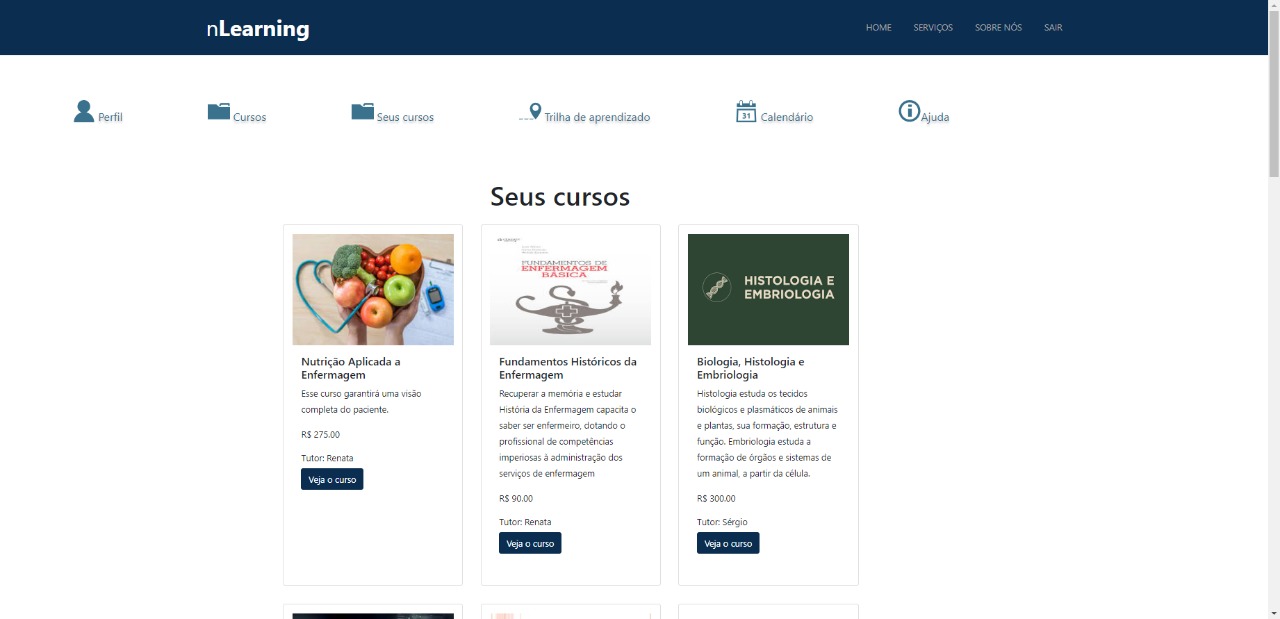 nLearning
HOME SERVIÇOS SOBRE NÓS SAIR
Perfil Cursos Seus cursos Trilha de aprendizado 31 Calendário Ajuda
Seus cursos
FUNDAMENTOS DE
ENFERMAGEM
BÁSICA
HISTOLOGIA E
EMBRIOLOGIA
Nutrição Aplicada a
Enfermagem
Esse curso garantirá uma visão
completa do paciente.
R$ 275.00
Tutor: Renata
Veja o curso
Fundamentos Históricos da
Enfermagem
Recuperar a memória e estudar
História da Enfermagem capacita o
saber ser enfermeiro, dotando o
profissional de competências
imperiosas à administração dos
serviços de enfermagem
R$ 90.00
Tutor: Renata
Veja o curso
Biologia, Histologia e
Embriologia
Histologia estuda os tecidos
biológicos e plasmáticos de animais
e plantas, sua formação, estrutura e
função. Embriologia estuda a
formação de órgãos e sistemas de
um animal, a partir da célula.
R$ 300.00
Tutor: Sérgio
Veja o curso